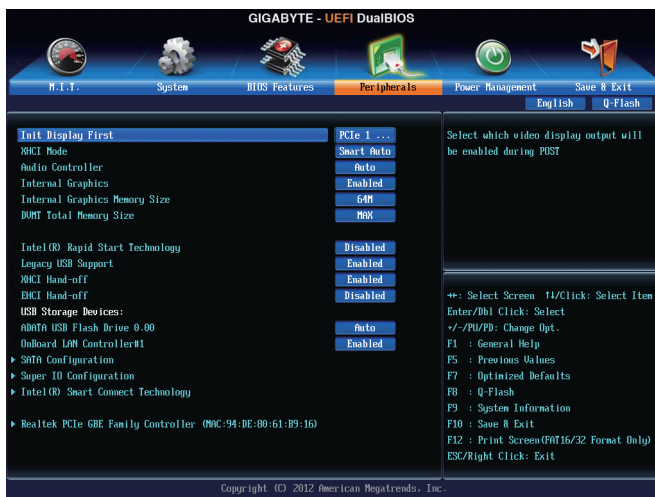 GIGABYTE - UEFI DualBIOS
M.I.T. System BIOS Features Peripherals Power Management Save & Exit
English Q-Flash
Init Display First PCIe 1 ...
XHCI Mode Smart Auto
Audio Controller Auto
Internal Graphics Enabled
Internal Graphics Memory Size 64M
DVMT Total Memory Size MAX
Intel(R) Rapid Start Technology Disabled
Legacy USB Support Enabled
XHCI Hand-off Enabled
EHCI Hand-off Disabled
USB Storage Devices:
ADATA USB Flash Drive 0.00 Auto
OnBoard LAN Controller#1 Enabled
SATA Configuration
Super IO Configuration
Intel(R) Smart Connect Technology
Realtek PCIe GBE Family Controller (MAC:94:DE:80:61:B9:16)
Select which video display output will
be enabled during POST
↔: Select Screen ↑↓/Click: Select Item
Enter/Dbl Click: Select
+/-/PU/PD: Change Opt.
F1 : General Help
F5 : Previous Values
F7 : Optimized Defaults
F8 : Q-Flash
F9 : System Information
F10 : Save & Exit
F12 : Print Screen(FAT16/32 Format Only)
ESC/Right Click: Exit
Copyright (C) 2012 American Megatrends, Inc.